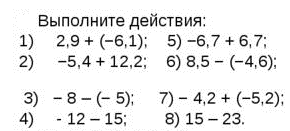 Выполните действия:
1) 2,9 + (–6,1); 5) –6,7 + 6,7;
2) –5,4 + 12,2; 6) 8,5 – (–4,6);
3) – 8 – (– 5); 7) – 4,2 + (–5,2);
4) - 12 – 15; 8) 15 – 23.